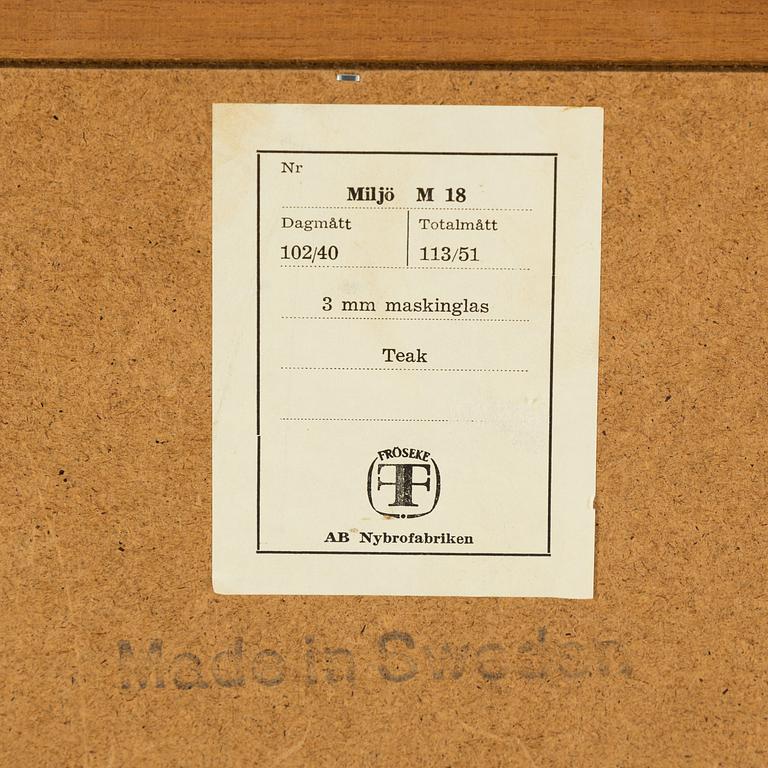 Nr
Miljö M 18
Dagmått Totalmått
102/40 113/51
3 mm maskinglas
Teak
FRÖSEKE
F
AB Nybrofabriken
Made in Sweden